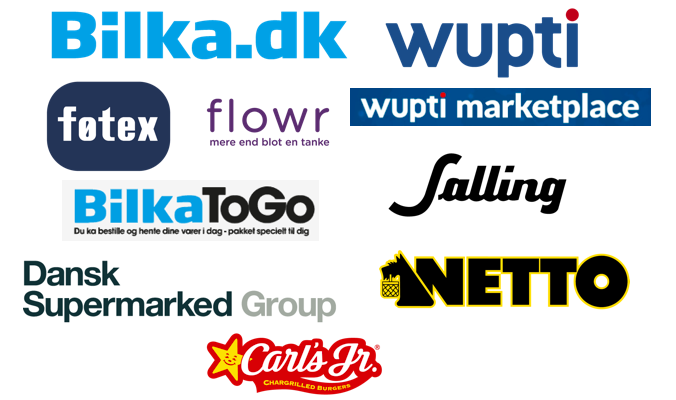 Bilka.dk
wupti
føtex
flowr
mere end blot en tanke
wupti marketplace
Salling
BilkaToGo
Du ka bestille og hente dine varer i dag - pakket specielt til dig
Dansk
Supermarked Group
NETTO
Carl's Jr.®
CHARGRILLED BURGERS